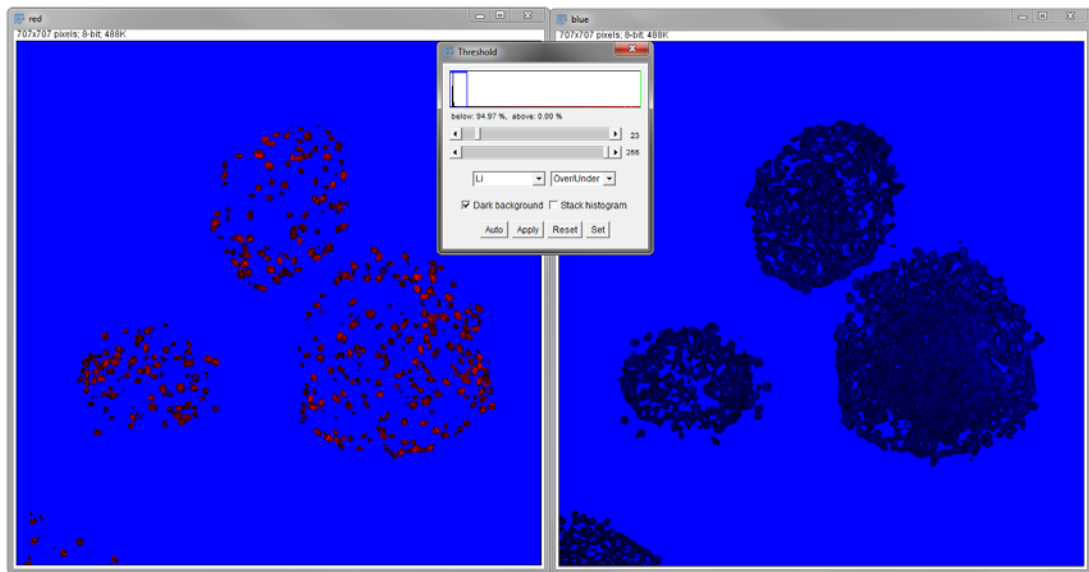 red
707x707 pixels; 8-bit; 488K
blue
707x707 pixels; 8-bit; 488K
Threshold
below: 94.97 %, above: 0.00 %
23
266
Li
Over/Under
Dark background
Stack histogram
Auto
Apply
Reset
Set